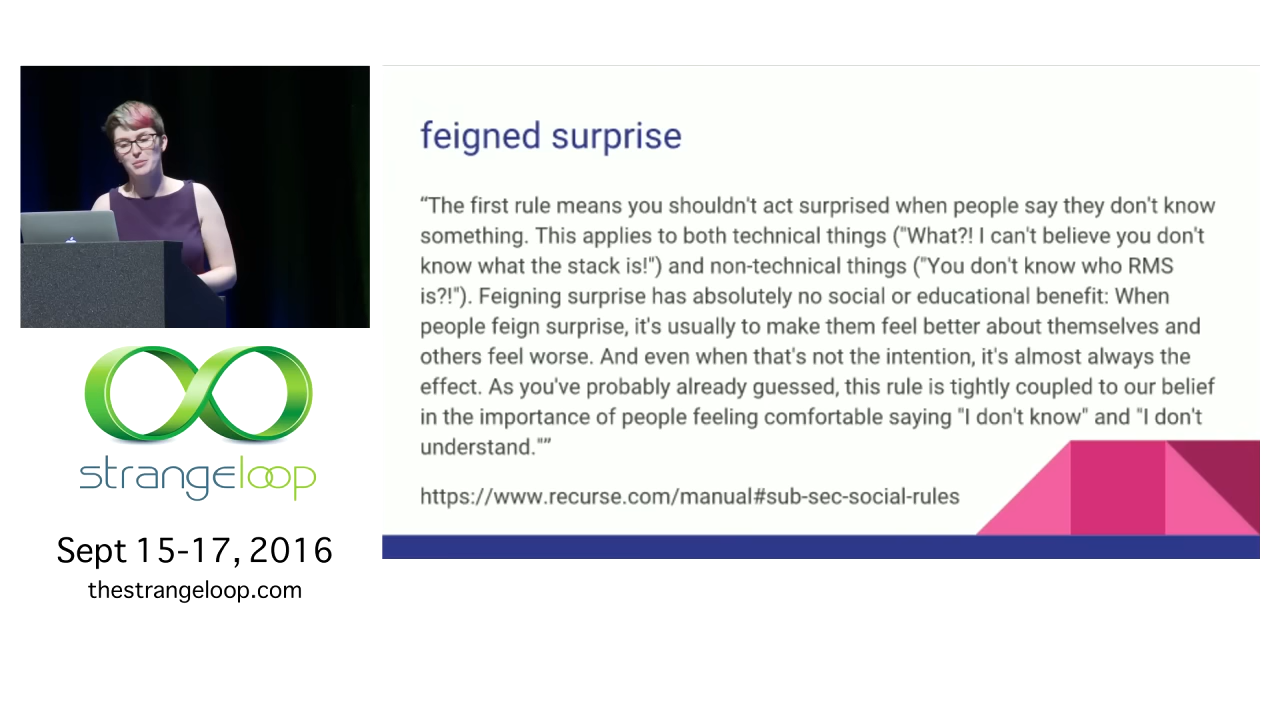 feigned surprise
“The first rule means you shouldn't act surprised when people say they don't know
something. This applies to both technical things ("What?! I can't believe you don't
know what the stack is!") and non-technical things ("You don't know who RMS
is?!"). Feigning surprise has absolutely no social or educational benefit: When
people feign surprise, it's usually to make them feel better about themselves and
others feel worse. And even when that's not the intention, it's almost always the
effect. As you've probably already guessed, this rule is tightly coupled to our belief
in the importance of people feeling comfortable saying "I don't know" and "I don't
understand."”
https://www.recurse.com/manual#sub-sec-social-rules
strangeloop
Sept 15-17, 2016
thestrangeloop.com